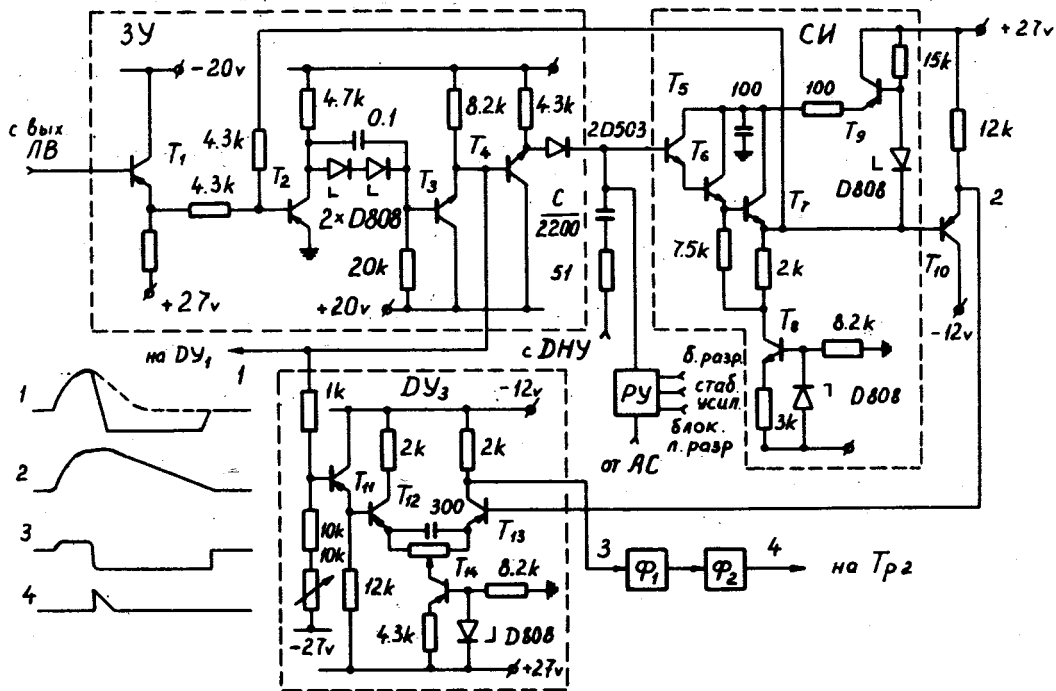 ЗУ
СИ
+27v
-20v
15k
4.7k
8.2k
4.3k
T5
100
100
0.1
с вых
ЛВ
4.3k
2D503
T9
12k
T1
T2
T4
T6
4.3k
D808
2
2×D808
T3
C
2200
T7
7.5k
2k
T10
20k
51
+27v
+20v
-12v
T8
8.2k
на ДУ1
с ДНУ
б.разр.
1
1
ДУ3
-12v
стаб.
усил.
РУ
D808
1k
блок.
п.разр
3k
2k
2k
от АС
2
T11
T12
300
T13
3
10k
3
4
10k
T14
8.2k
Ф1
Ф2
на Тр2
4
12k
4.3k
D808
-27v
+27v